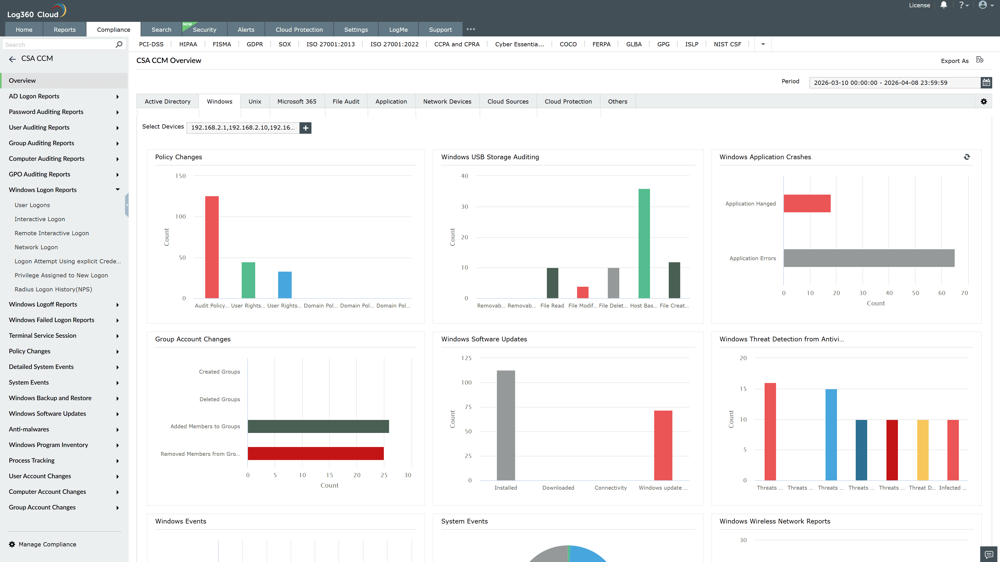 Log360 Cloud
License
?
Home
Reports
Compliance
Search
NEW
Security
Alerts
Cloud Protection
Settings
LogMe
Support
Search
PCI-DSS
HIPAA
FISMA
GDPR
SOX
ISO 27001:2013
ISO 27001:2022
CCPA and CPRA
Cyber Essentia...
COCO
FERPA
GLBA
GPG
ISLP
NIST CSF
CSA CCM
Overview
AD Logon Reports
Password Auditing Reports
User Auditing Reports
Group Auditing Reports
Computer Auditing Reports
GPO Auditing Reports
Windows Logon Reports
User Logons
Interactive Logon
Remote Interactive Logon
Network Logon
Logon Attempt Using explicit Crede...
Privilege Assigned to New Logon
Radius Logon History(NPS)
Windows Logoff Reports
Windows Failed Logon Reports
Terminal Service Session
Policy Changes
Detailed System Events
System Events
Windows Backup and Restore
Windows Software Updates
Anti-malwares
Windows Program Inventory
Process Tracking
User Account Changes
Computer Account Changes
Group Account Changes
Manage Compliance
CSA CCM Overview
Export As
Period
2026-03-10 00:00:00 - 2026-04-08 23:59:59
Active Directory
Windows
Unix
Microsoft 365
File Audit
Application
Network Devices
Cloud Sources
Cloud Protection
Others
Select Devices
192.168.2.1,192.168.2.10,192.16...
Policy Changes
150
100
50
0
Count
Audit Policy...
User Rights...
User Rights...
Domain Pol...
Domain Pol...
Domain Pol...
Windows USB Storage Auditing
40
30
20
10
0
Count
Removab...
Removab...
File Read
File Modif...
File Delet...
Host Bas...
File Creat...
Windows Application Crashes
Application Hanged
Application Errors
0
10
20
30
40
50
60
70
Count
Group Account Changes
Created Groups
Deleted Groups
Added Members to Groups
Removed Members from Gro...
0
5
10
15
20
25
30
Count
Windows Software Updates
125
100
75
50
25
0
Count
Installed
Downloaded
Connectivity
Windows update ...
Windows Threat Detection from Antivi...
20
15
10
5
0
Count
Threats ...
Threats ...
Threats ...
Threats ...
Threats ...
Threat D...
Infected ...
Windows Events
System Events
Windows Wireless Network Reports
30